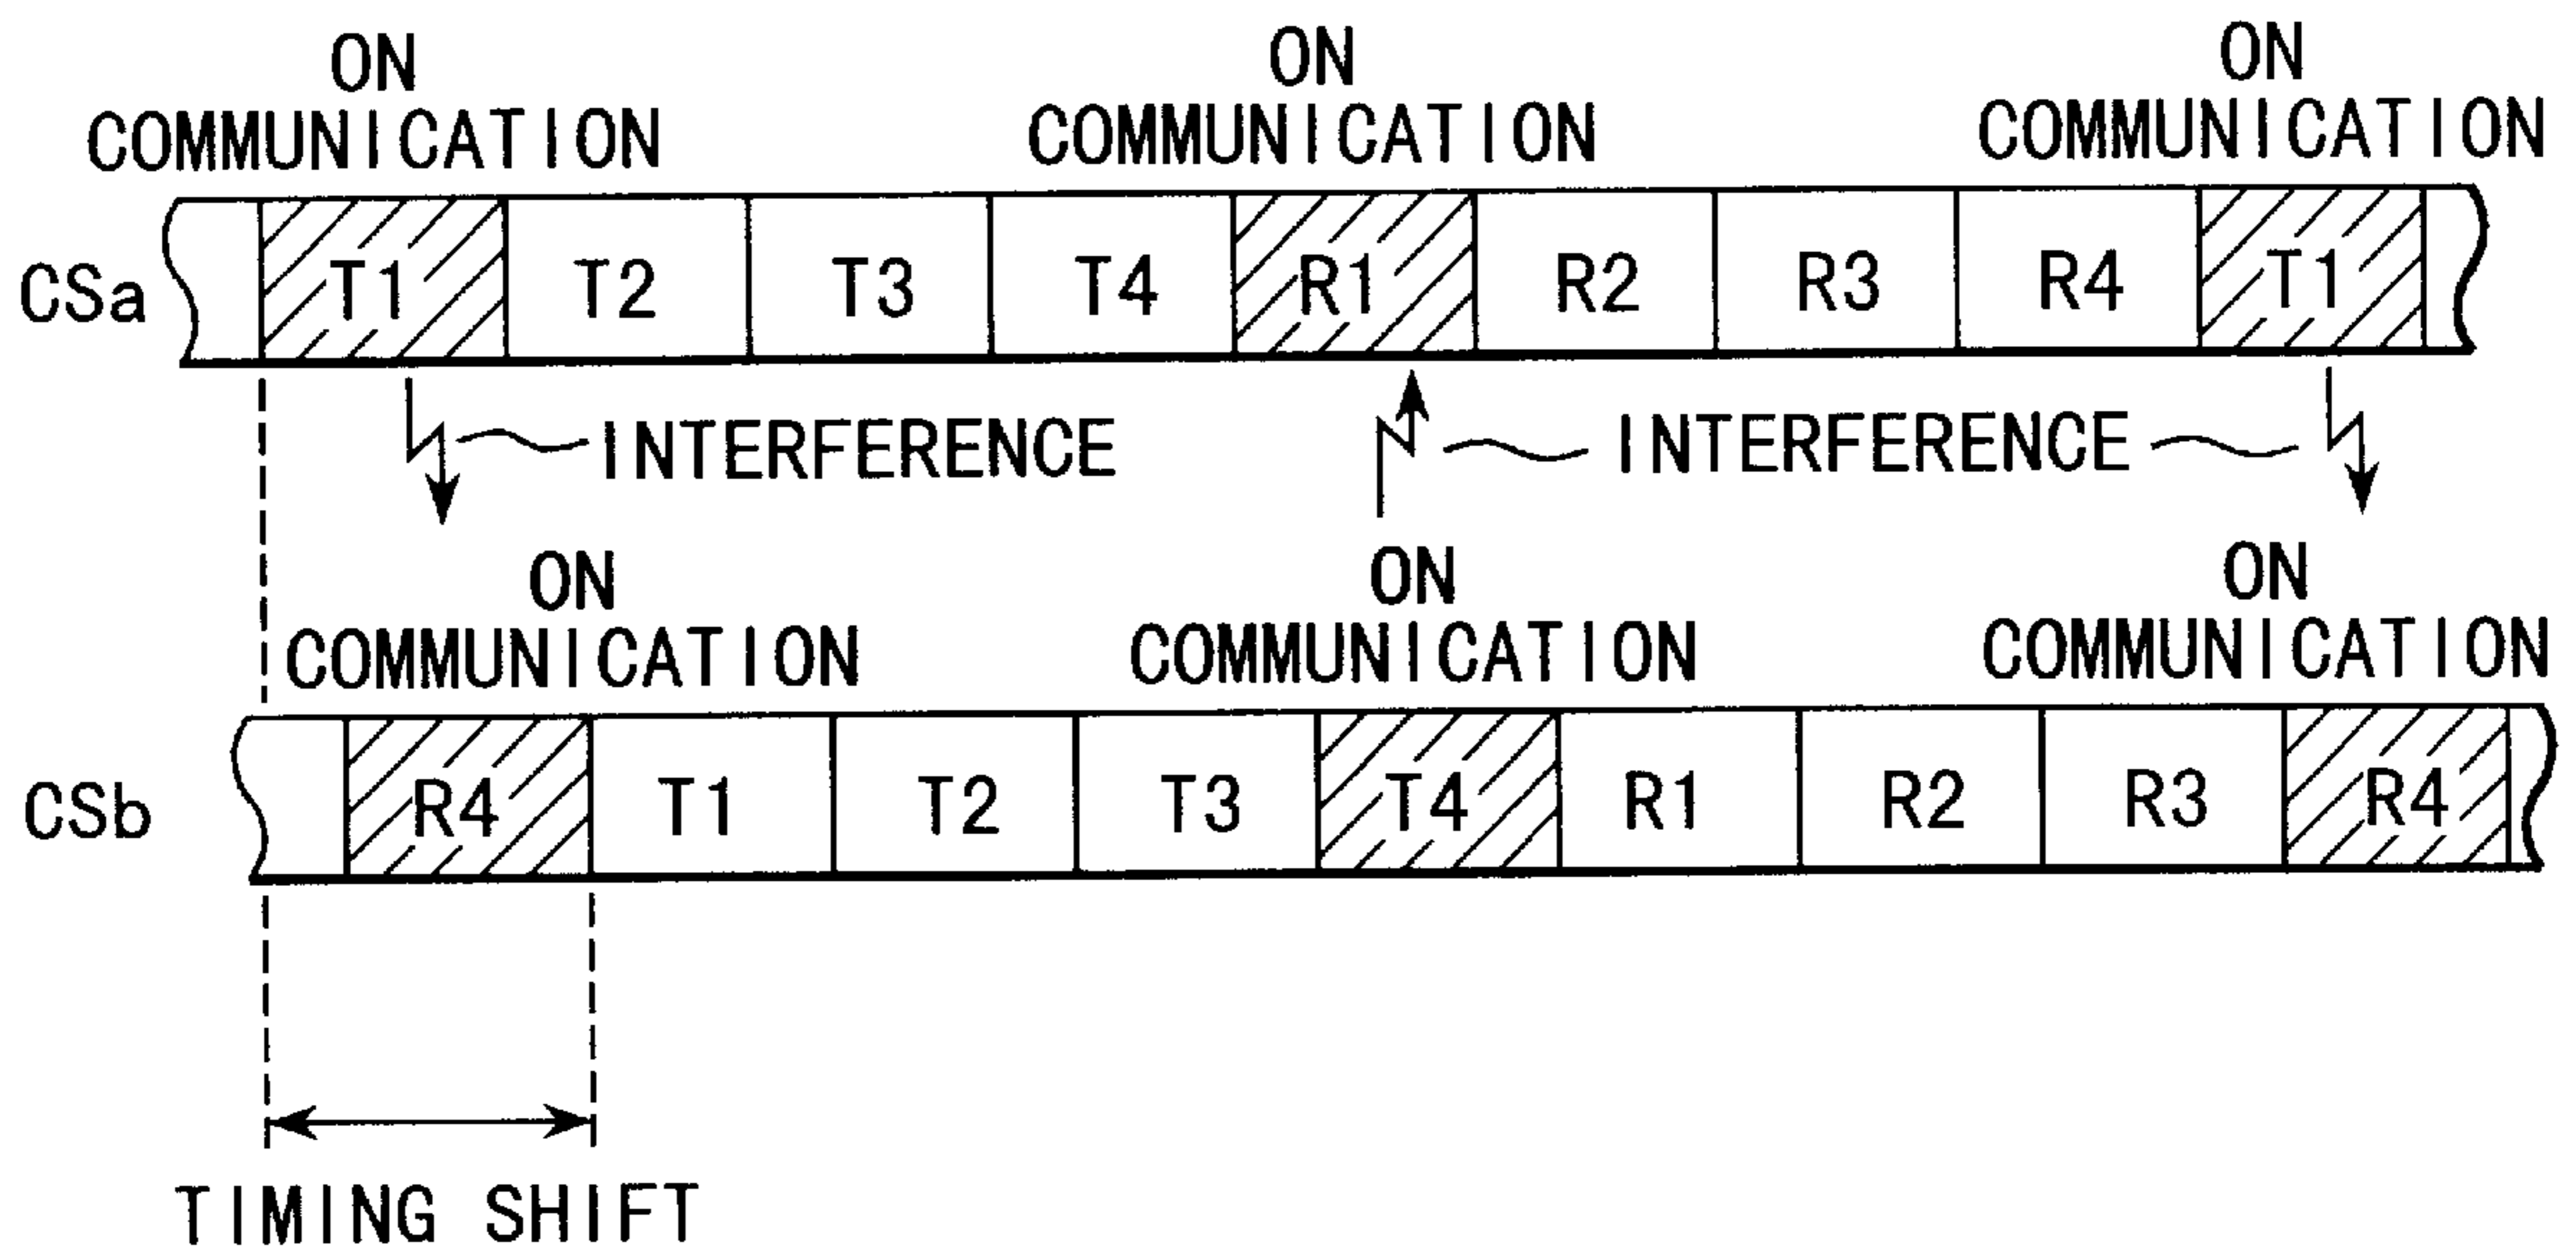 ON
COMMUNICATION
ON
COMMUNICATION
ON
COMMUNICATION
CSa T1 T2 T3 T4 R1 R2 R3 R4 T1
INTERFERENCE INTERFERENCE
ON
COMMUNICATION
ON
COMMUNICATION
ON
COMMUNICATION
CSb R4 T1 T2 T3 T4 R1 R2 R3 R4
TIMING SHIFT